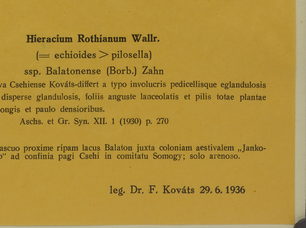 Hieracium Rothianum Wallr.
(= echioides > pilosella)
ssp. Balatonense (Borb.) Zahn
va Csehiense Kováts-differt a typo involucris pedicellisque eglandulosis
disperse glandulosis, foliis anguste lanceolatis et pilis totae plantae
ongis et paulo densioribus.
Aschs. et Gr. Syn. XII. 1 (1930) p. 270
ascuo proxime ripam lacus Balaton juxta coloniam aestivalem „Janko-
o" ad confinia pagi Csehi in comitatu Somogy; solo arenoso.
leg. Dr. F. Kováts 29. 6. 1936